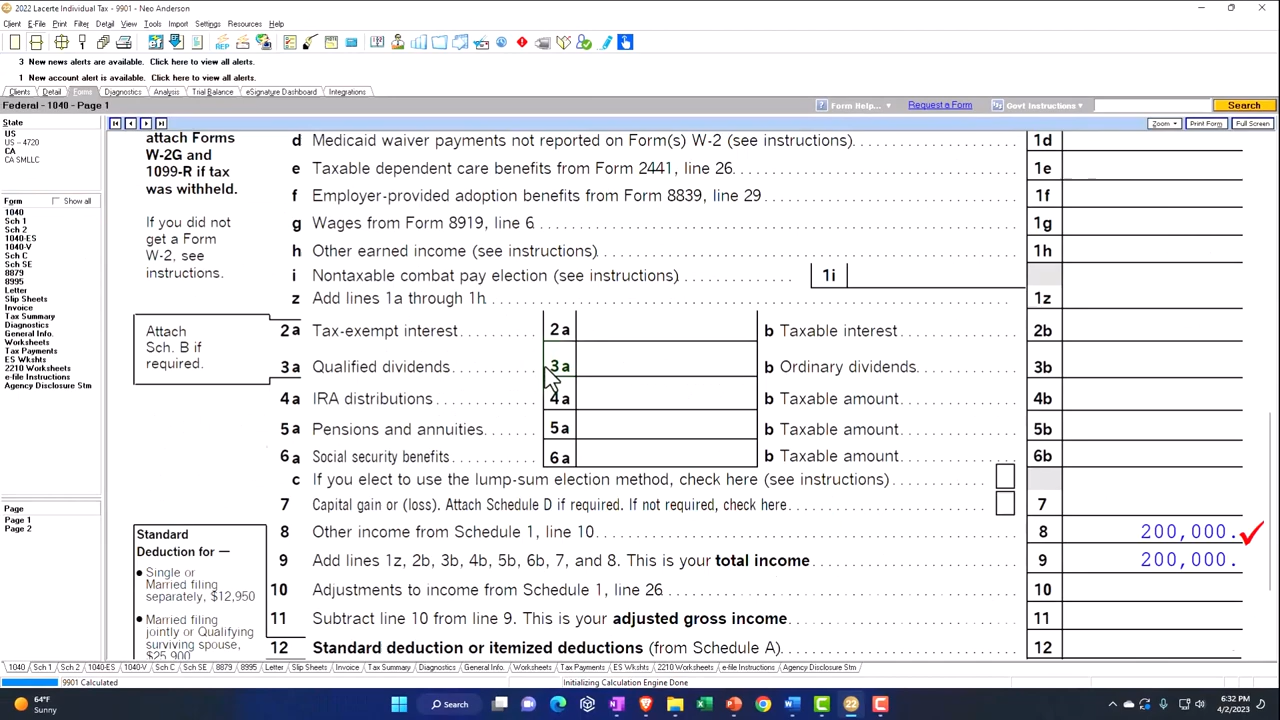 2022 Lacerte Individual Tax - 9901 - Neo Anderson
Client E-File Print Filter Detail View Tools Import Settings Resources Help
3 New news alerts are available. Click here to view all alerts.
1 New account alert is available. Click here to view all alerts.
Clients Detail Forms Diagnostics Analysis Trial Balance eSignature Dashboard Integrations
Federal - 1040 - Page 1 Form Help... Request a Form Govt Instructions Search
Zoom Print Form Full Screen
State
US
US - 4720
CA
CA SMLLC
Form Show all
1040
Sch 1
Sch 2
1040-ES
1040-V
Sch C
Sch SE
8879
8995
Letter
Slip Sheets
Invoice
Tax Summary
Diagnostics
General Info.
Worksheets
Tax Payments
ES Wkshts
2210 Worksheets
e-file Instructions
Agency Disclosure Stm
Page
Page 1
Page 2
attach Forms
W-2G and
1099-R if tax
was withheld.
If you did not
get a Form
W-2, see
instructions.
d Medicaid waiver payments not reported on Form(s) W-2 (see instructions) 1d
e Taxable dependent care benefits from Form 2441, line 26 1e
f Employer-provided adoption benefits from Form 8839, line 29 1f
g Wages from Form 8919, line 6 1g
h Other earned income (see instructions) 1h
i Nontaxable combat pay election (see instructions) 1i
z Add lines 1a through 1h 1z
Attach
Sch. B if
required.
2a Tax-exempt interest 2a b Taxable interest 2b
3a Qualified dividends 3a b Ordinary dividends 3b
4a IRA distributions 4a b Taxable amount 4b
5a Pensions and annuities 5a b Taxable amount 5b
6a Social security benefits 6a b Taxable amount 6b
c If you elect to use the lump-sum election method, check here (see instructions)
7 Capital gain or (loss). Attach Schedule D if required. If not required, check here 7
8 Other income from Schedule 1, line 10 8 200,000.
9 Add lines 1z, 2b, 3b, 4b, 5b, 6b, 7, and 8. This is your total income 9 200,000.
10 Adjustments to income from Schedule 1, line 26 10
11 Subtract line 10 from line 9. This is your adjusted gross income 11
12 Standard deduction or itemized deductions (from Schedule A) 12
Standard
Deduction for —
• Single or
Married filing
separately, $12,950
• Married filing
jointly or Qualifying
surviving spouse,
$25,900
1040 Sch 1 Sch 2 1040-ES 1040-V Sch C Sch SE 8879 8995 Letter Slip Sheets Invoice Tax Summary Diagnostics General Info. Worksheets Tax Payments ES Wkshts 2210 Worksheets e-file Instructions Agency Disclosure Stm
9901 Calculated Initializing Calculation Engine Done
64°F
Sunny
Search
6:32 PM
4/2/2023